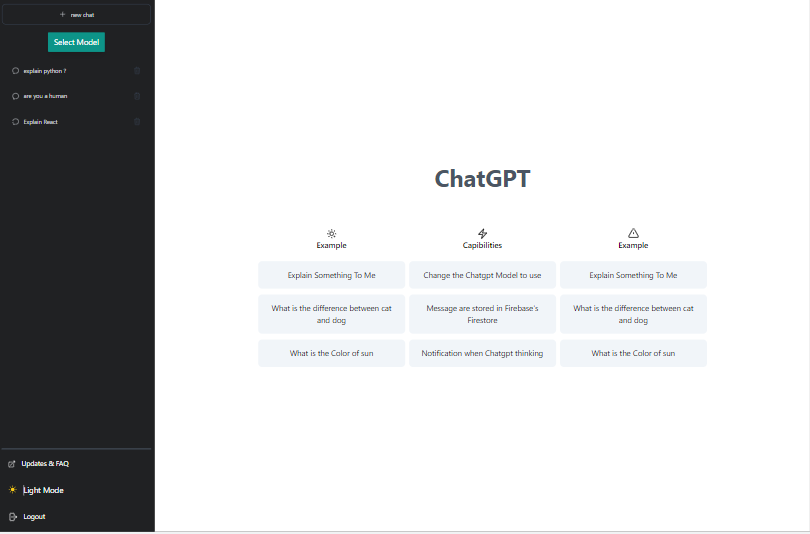 new chat
Select Model
explain python ?
are you a human
Explain React
Updates & FAQ
Light Mode
Logout
ChatGPT
Example
Explain Something To Me
What is the difference between cat
and dog
What is the Color of sun
Capibilities
Change the Chatgpt Model to use
Message are stored in Firebase's
Firestore
Notification when Chatgpt thinking
Example
Explain Something To Me
What is the difference between cat
and dog
What is the Color of sun